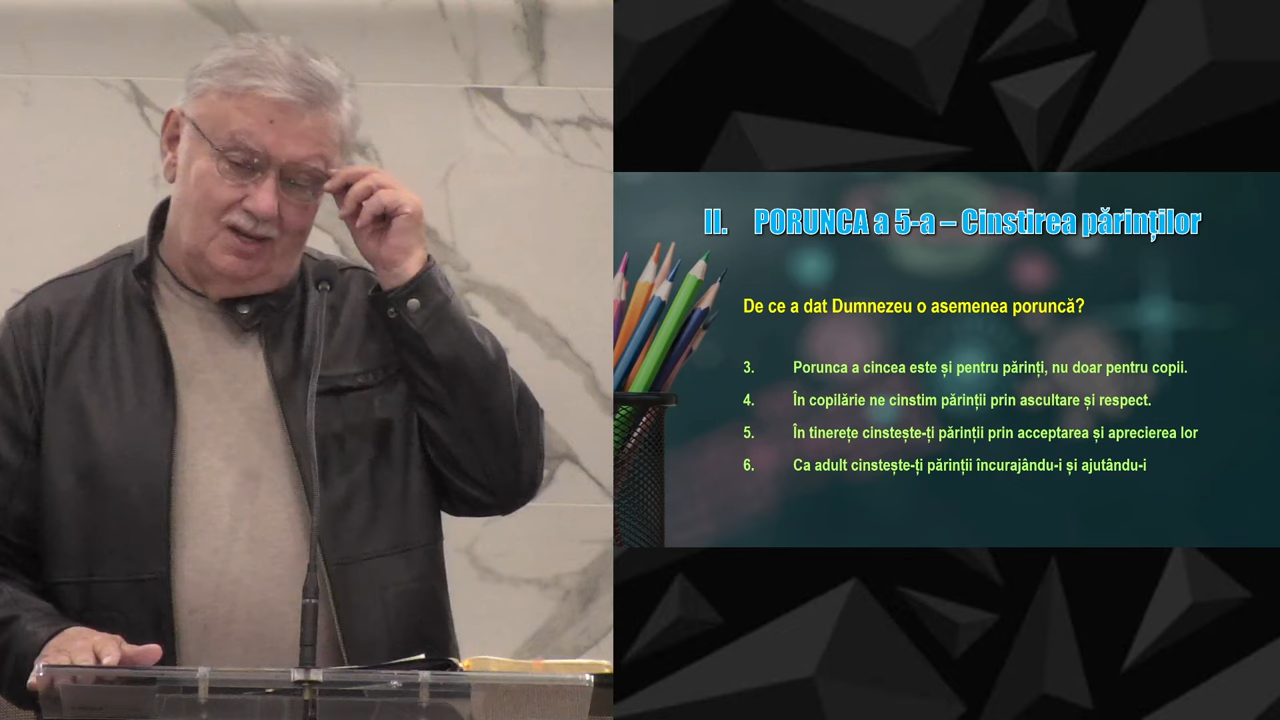 II. PORUNCA a 5-a – Cinstirea părinților
De ce a dat Dumnezeu o asemenea poruncă?
3. Porunca a cincea este și pentru părinți, nu doar pentru copii.
4. În copilărie ne cinstim părinții prin ascultare și respect.
5. În tinerețe cinstește-ți părinții prin acceptarea și aprecierea lor
6. Ca adult cinstește-ți părinții încurajându-i și ajutându-i